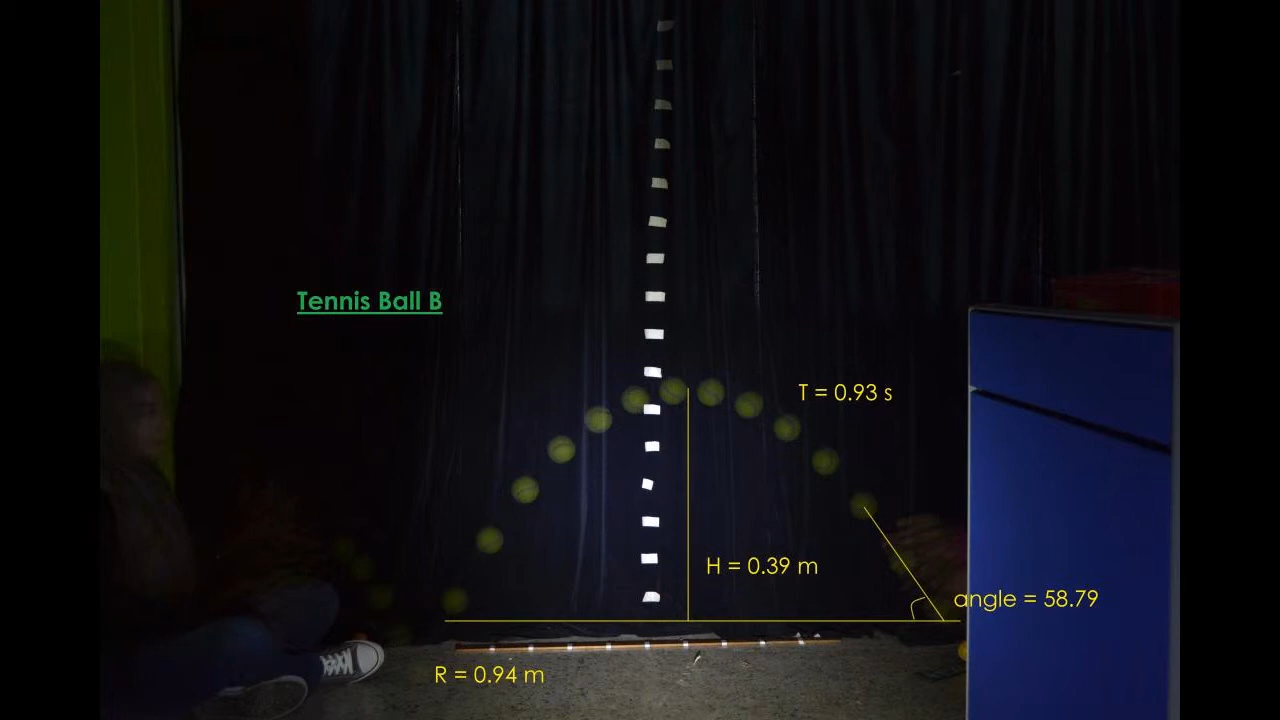 Tennis Ball B
T = 0.93 s
H = 0.39 m
angle = 58.79
R = 0.94 m